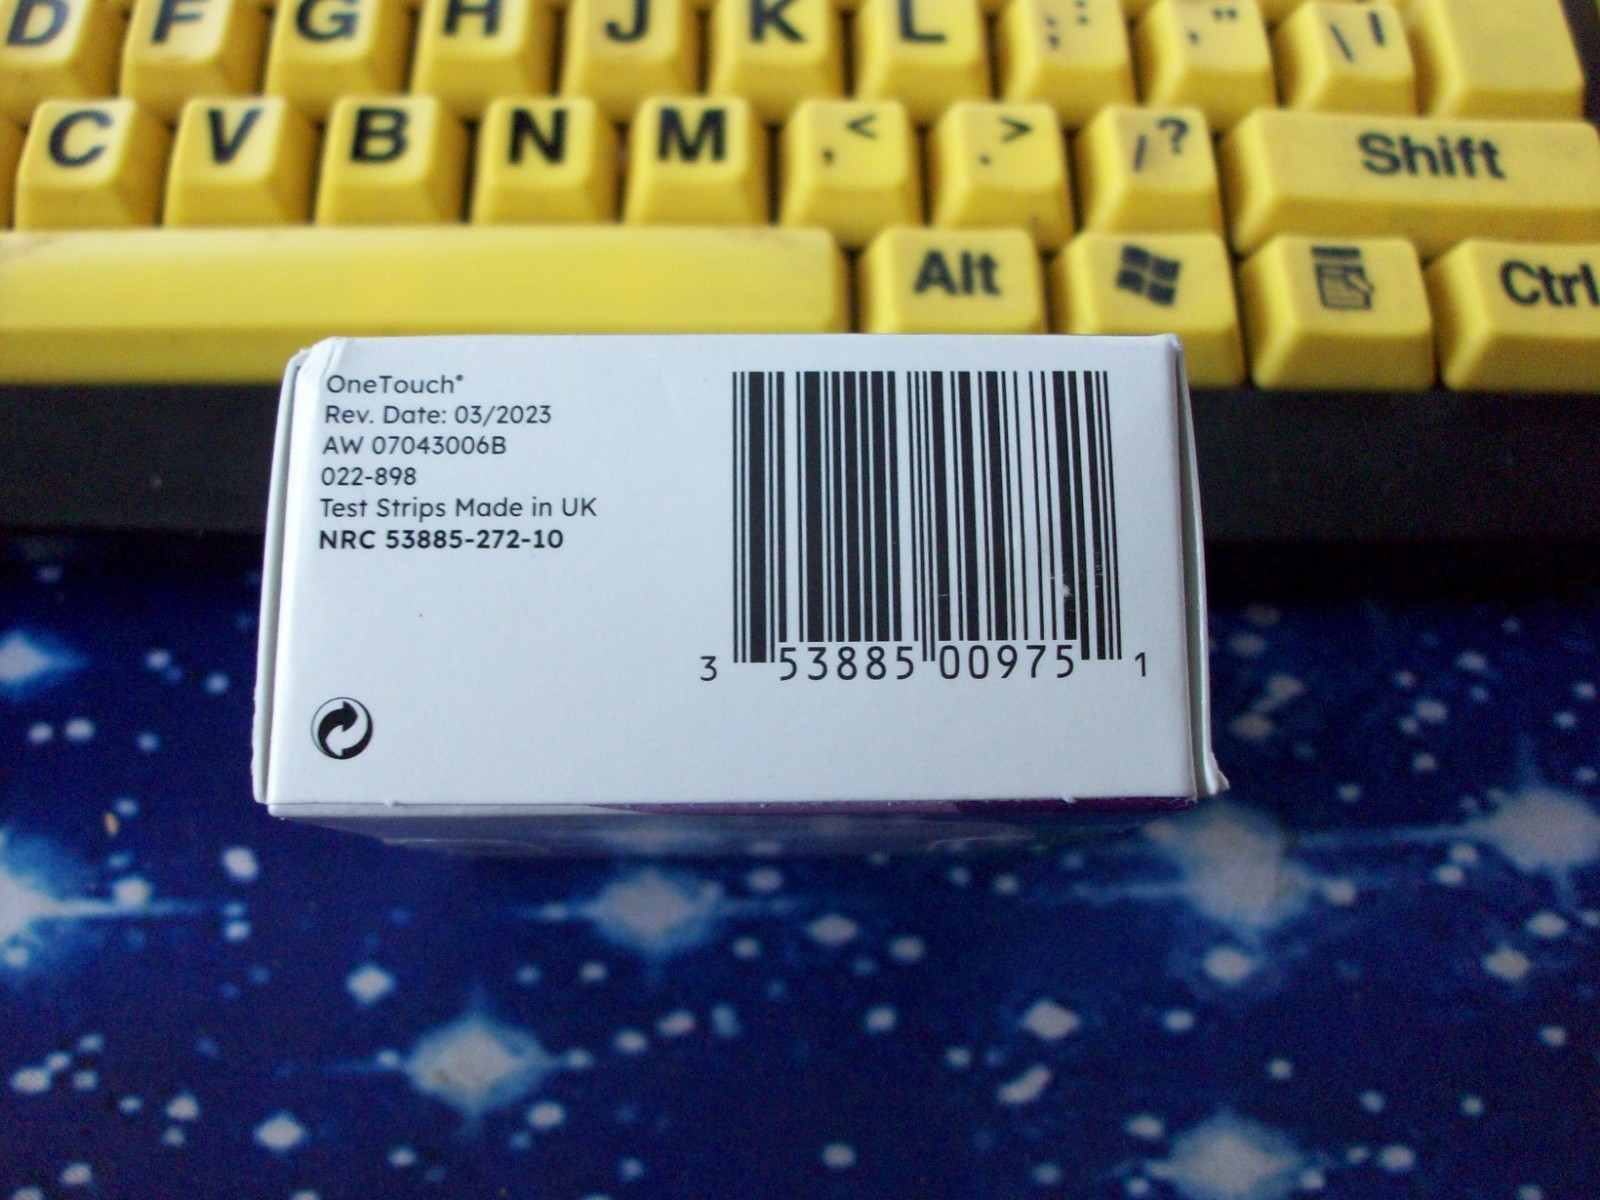 D F G H J K L ;: '" \|
C V B N M ,< .> /? Shift
Alt Ctrl
OneTouch®
Rev. Date: 03/2023
AW 07043006B
022-898
Test Strips Made in UK
NRC 53885-272-10
3 53885 00975 1